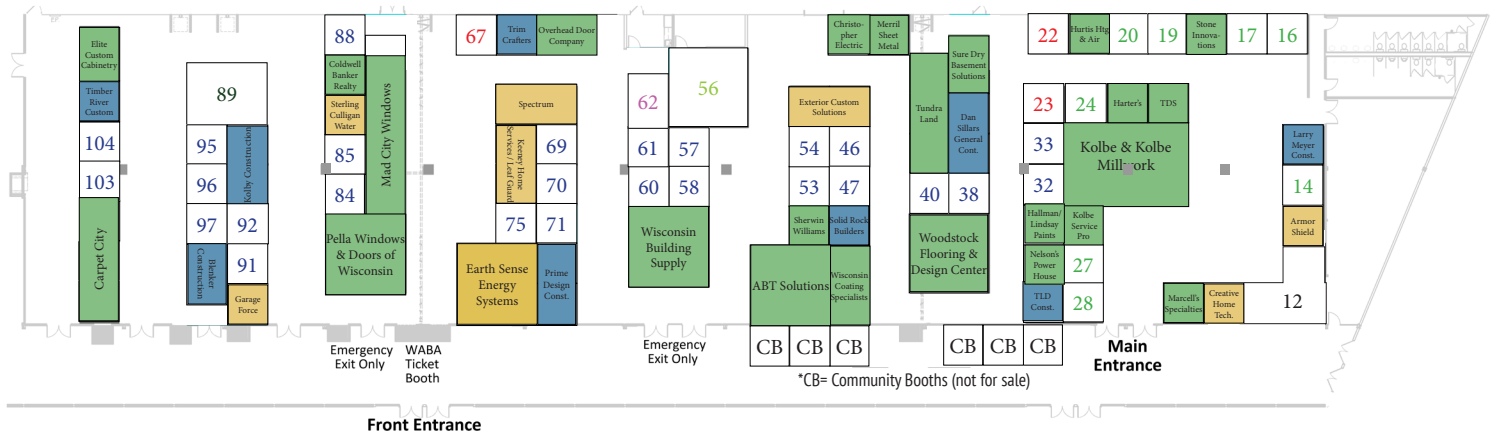 Elite
Custom
Cabinetry
Timber
River
Custom
104
103
Carpet City
89
95
Kolby Construction
96
97
92
Blenker
Construction
91
Garage
Force
88
Coldwell
Banker
Realty
Sterling
Culligan
Water
85
84
Mad City Windows
Pella Windows
& Doors of
Wisconsin
67
Trim
Crafters
Overhead Door
Company
Spectrum
Keeney Home
Services / Leaf Guard
69
70
75
71
Earth Sense
Energy
Systems
Prime
Design
Const.
62
56
61
57
60
58
Wisconsin
Building
Supply
Christo-
pher
Electric
Merril
Sheet
Metal
Exterior Custom
Solutions
54
46
53
47
Sherwin
Williams
Solid Rock
Builders
ABT Solutions
Wisconsin
Coating
Specialists
Tundra
Land
Sure Dry
Basement
Solutions
Dan
Sillars
General
Cont.
40
38
Woodstock
Flooring &
Design Center
22
Hurtis Htg
& Air
20
19
Stone
Innova-
tions
17
16
23
24
Harter's
TDS
33
Kolbe & Kolbe
Millwork
32
Hallman/
Lindsay
Paints
Kolbe
Service
Pro
Nelson's
Power
House
27
TLD
Const.
28
Larry
Meyer
Const.
14
Armor
Shield
Marcell's
Specialties
Creative
Home
Tech.
12
Emergency
Exit Only
WABA
Ticket
Booth
Emergency
Exit Only
CB
CB
CB
CB
CB
CB
Main
Entrance
*CB= Community Booths (not for sale)
Front Entrance